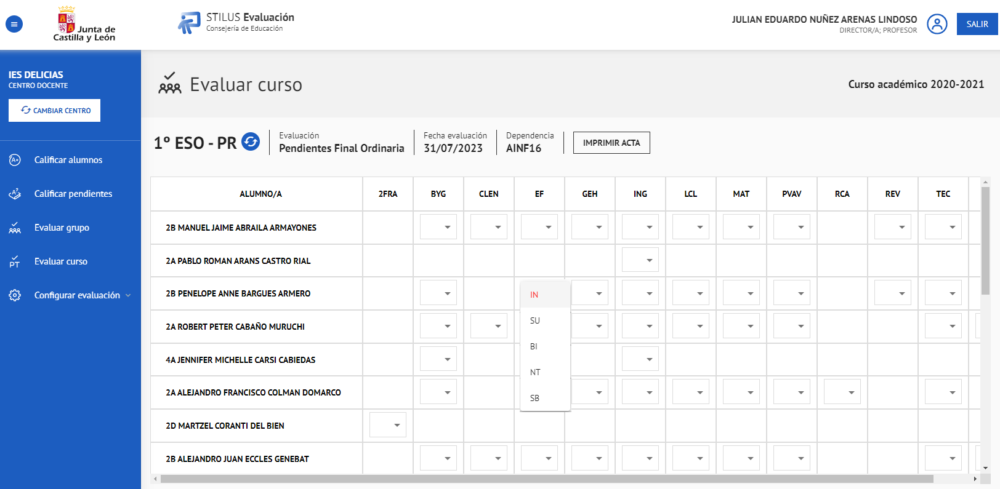 Junta de
Castilla y León
STILUS Evaluación
Consejería de Educación
JULIAN EDUARDO NUÑEZ ARENAS LINDOSO
DIRECTOR/A; PROFESOR
SALIR
IES DELICIAS
CENTRO DOCENTE
CAMBIAR CENTRO
Calificar alumnos
Calificar pendientes
Evaluar grupo
PT Evaluar curso
Configurar evaluación
Evaluar curso
Curso académico 2020-2021
1º ESO - PR
Evaluación
Pendientes Final Ordinaria
Fecha evaluación
31/07/2023
Dependencia
AINF16
IMPRIMIR ACTA
ALUMNO/A 2FRA BYG CLEN EF GEH ING LCL MAT PVAV RCA REV TEC
2B MANUEL JAIME ABRAILA ARMAYONES
2A PABLO ROMAN ARANS CASTRO RIAL
2B PENELOPE ANNE BARGUES ARMERO
2A ROBERT PETER CABAÑO MURUCHI
4A JENNIFER MICHELLE CARSI CABIEDAS
2A ALEJANDRO FRANCISCO COLMAN DOMARCO
2D MARTZEL CORANTI DEL BIEN
2B ALEJANDRO JUAN ECCLES GENEBAT
IN
SU
BI
NT
SB